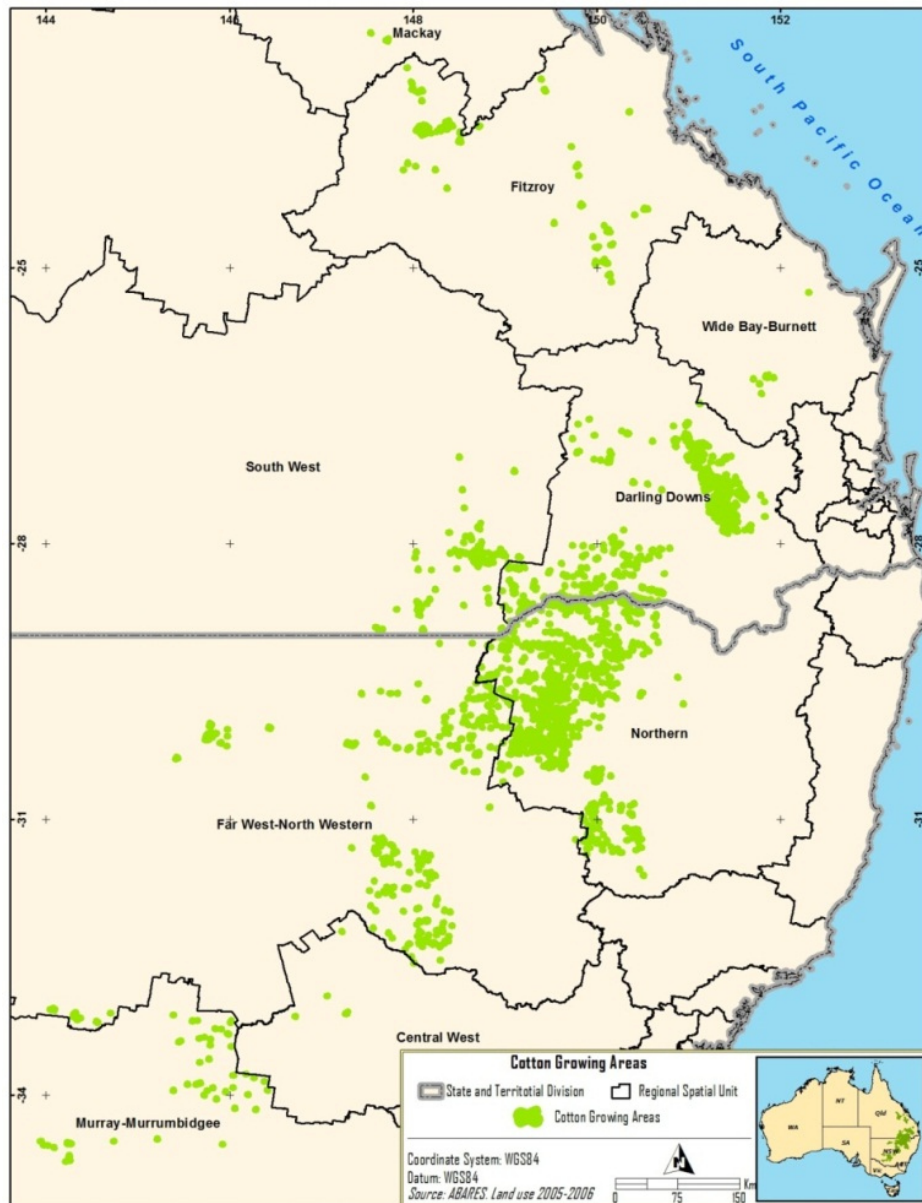 144
146
148
150
152
Mackay
South Pacific Ocean
Fitzroy
-25
-25
Wide Bay-Burnett
South West
Darling Downs
-28
-28
Northern
-31
-31
Far West-North Western
Central West
-34
Murray-Murrumbidgee
Cotton Growing Areas
State and Territotial Division
Regional Spatial Unit
Cotton Growing Areas
Coordinate System: WGS84
Datum: WGS84
Source: ABARES. Land use 2005-2006
N
Km
0 75 150
NT
Qld
WA
SA
NSW
Vic